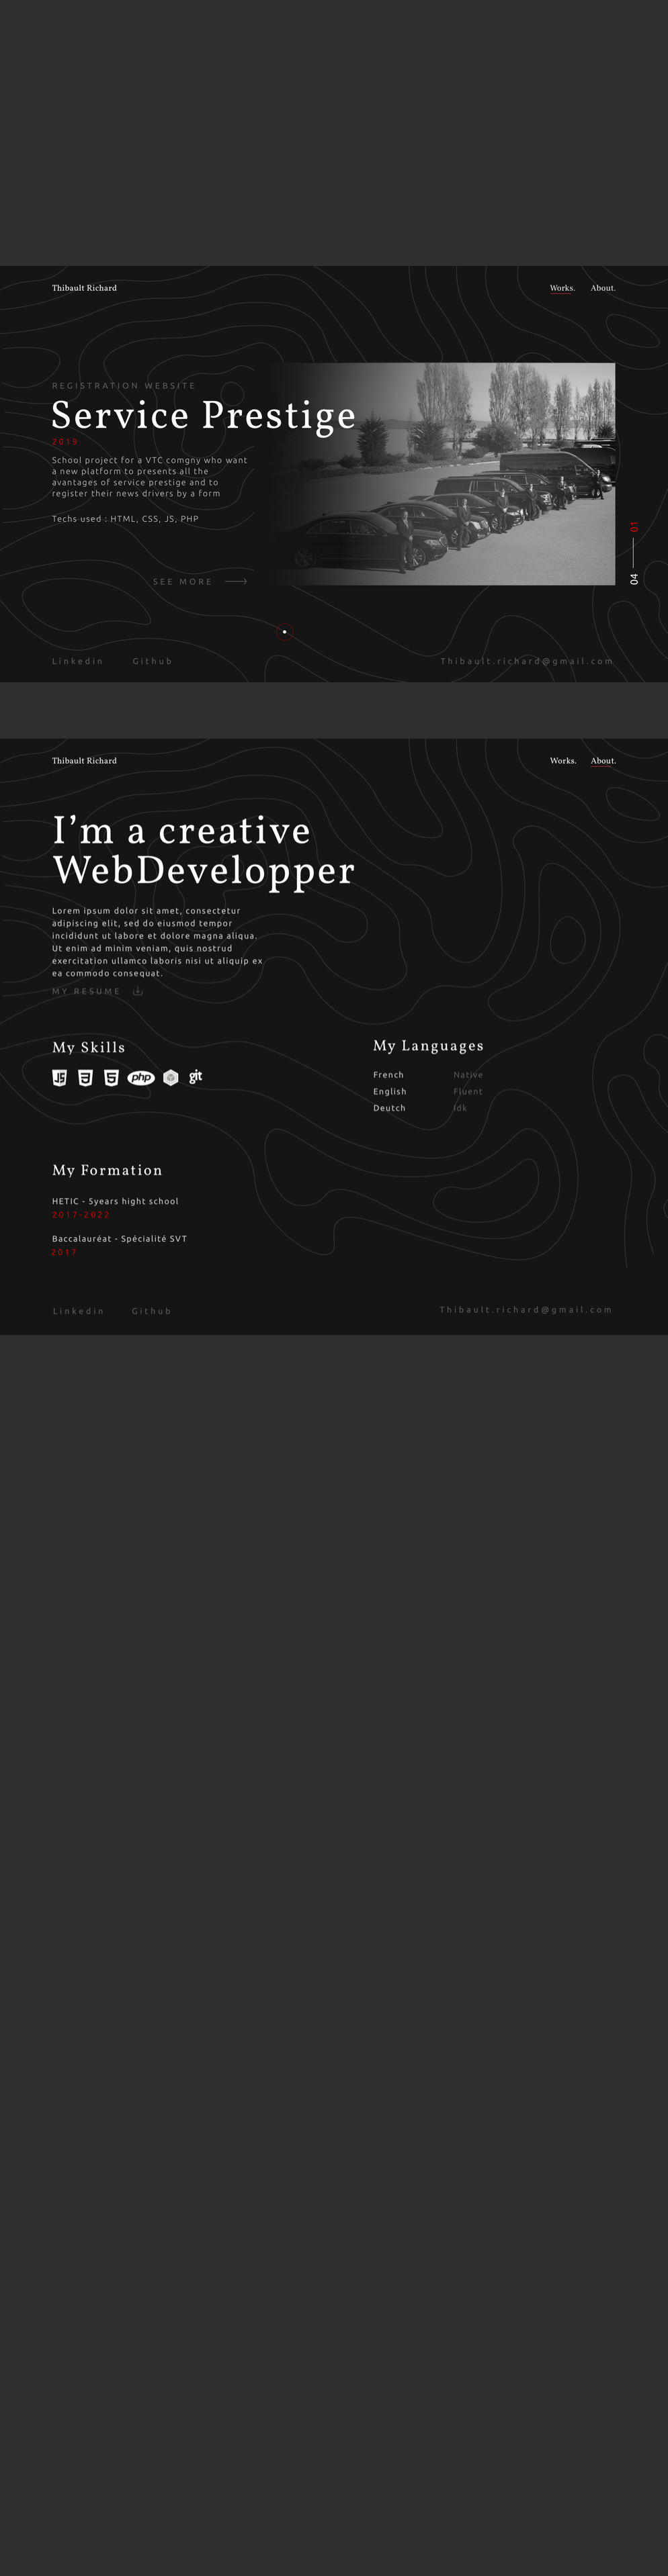 Thibault Richard
Works.
About.
REGISTRATION WEBSITE
Service Prestige
2019
School project for a VTC comgny who want
a new platform to presents all the
avantages of service prestige and to
register their news drivers by a form
Techs used : HTML, CSS, JS, PHP
SEE MORE
01
04
Linkedin
Github
Thibault.richard@gmail.com
Thibault Richard
Works.
About.
I’m a creative
WebDevelopper
Lorem ipsum dolor sit amet, consectetur
adipiscing elit, sed do eiusmod tempor
incididunt ut labore et dolore magna aliqua.
Ut enim ad minim veniam, quis nostrud
exercitation ullamco laboris nisi ut aliquip ex
ea commodo consequat.
MY RESUME
My Skills
JS
3
5
php
git
My Languages
French Native
English Fluent
Deutch Idk
My Formation
HETIC - 5years hight school
2017-2022
Baccalauréat - Spécialité SVT
2017
Linkedin
Github
Thibault.richard@gmail.com